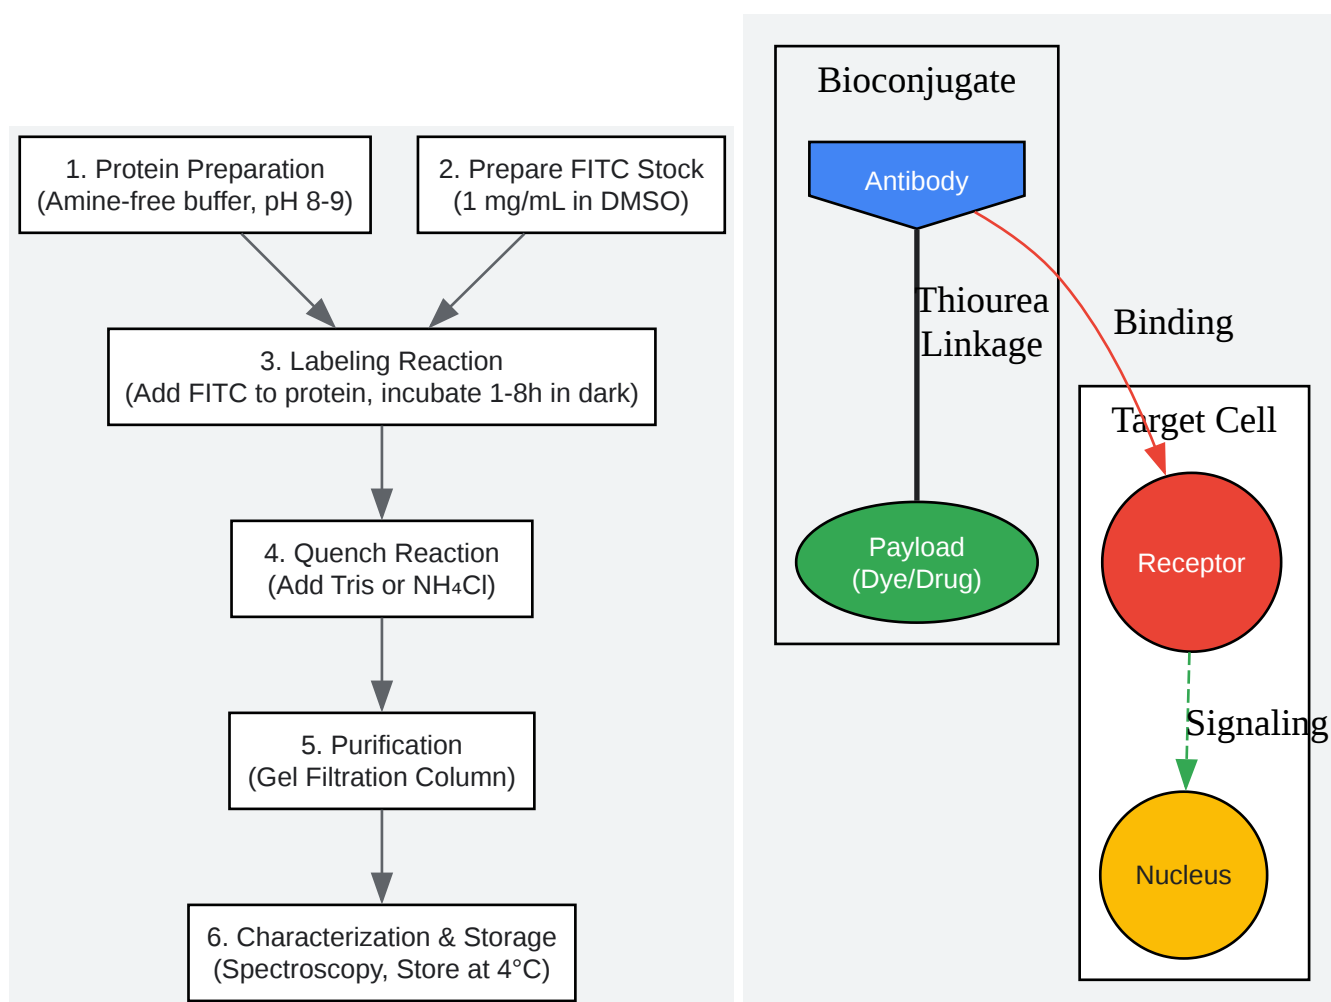 1. Protein Preparation
(Amine-free buffer, pH 8-9)
2. Prepare FITC Stock
(1 mg/mL in DMSO)
3. Labeling Reaction
(Add FITC to protein, incubate 1-8h in dark)
4. Quench Reaction
(Add Tris or NH₄Cl)
5. Purification
(Gel Filtration Column)
6. Characterization & Storage
(Spectroscopy, Store at 4°C)
Bioconjugate
Antibody
Thiourea
Linkage
Payload
(Dye/Drug)
Binding
Target Cell
Receptor
Signaling
Nucleus